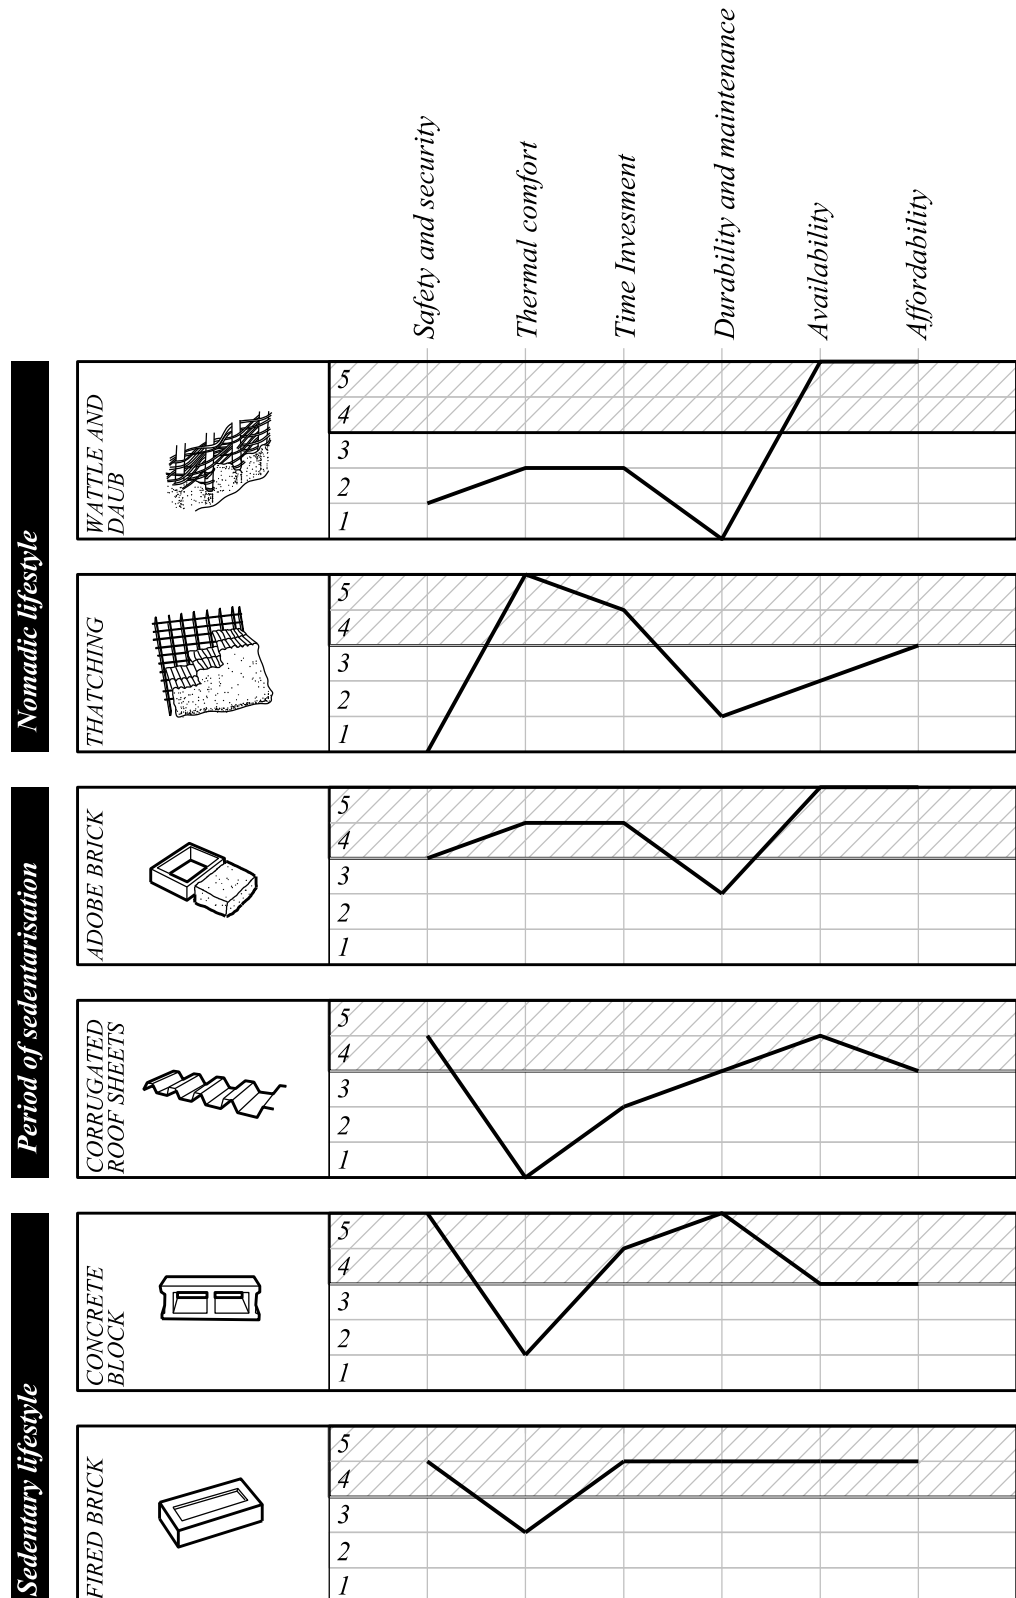 Safety and security
Thermal comfort
Time Invesment
Durability and maintenance
Availability
Affordability
Nomadic lifestyle
WATTLE AND
DAUB
5
4
3
2
1
THATCHING
5
4
3
2
1
Period of sedentarisation
ADOBE BRICK
5
4
3
2
1
CORRUGATED
ROOF SHEETS
5
4
3
2
1
Sedentary lifestyle
CONCRETE
BLOCK
5
4
3
2
1
FIRED BRICK
5
4
3
2
1